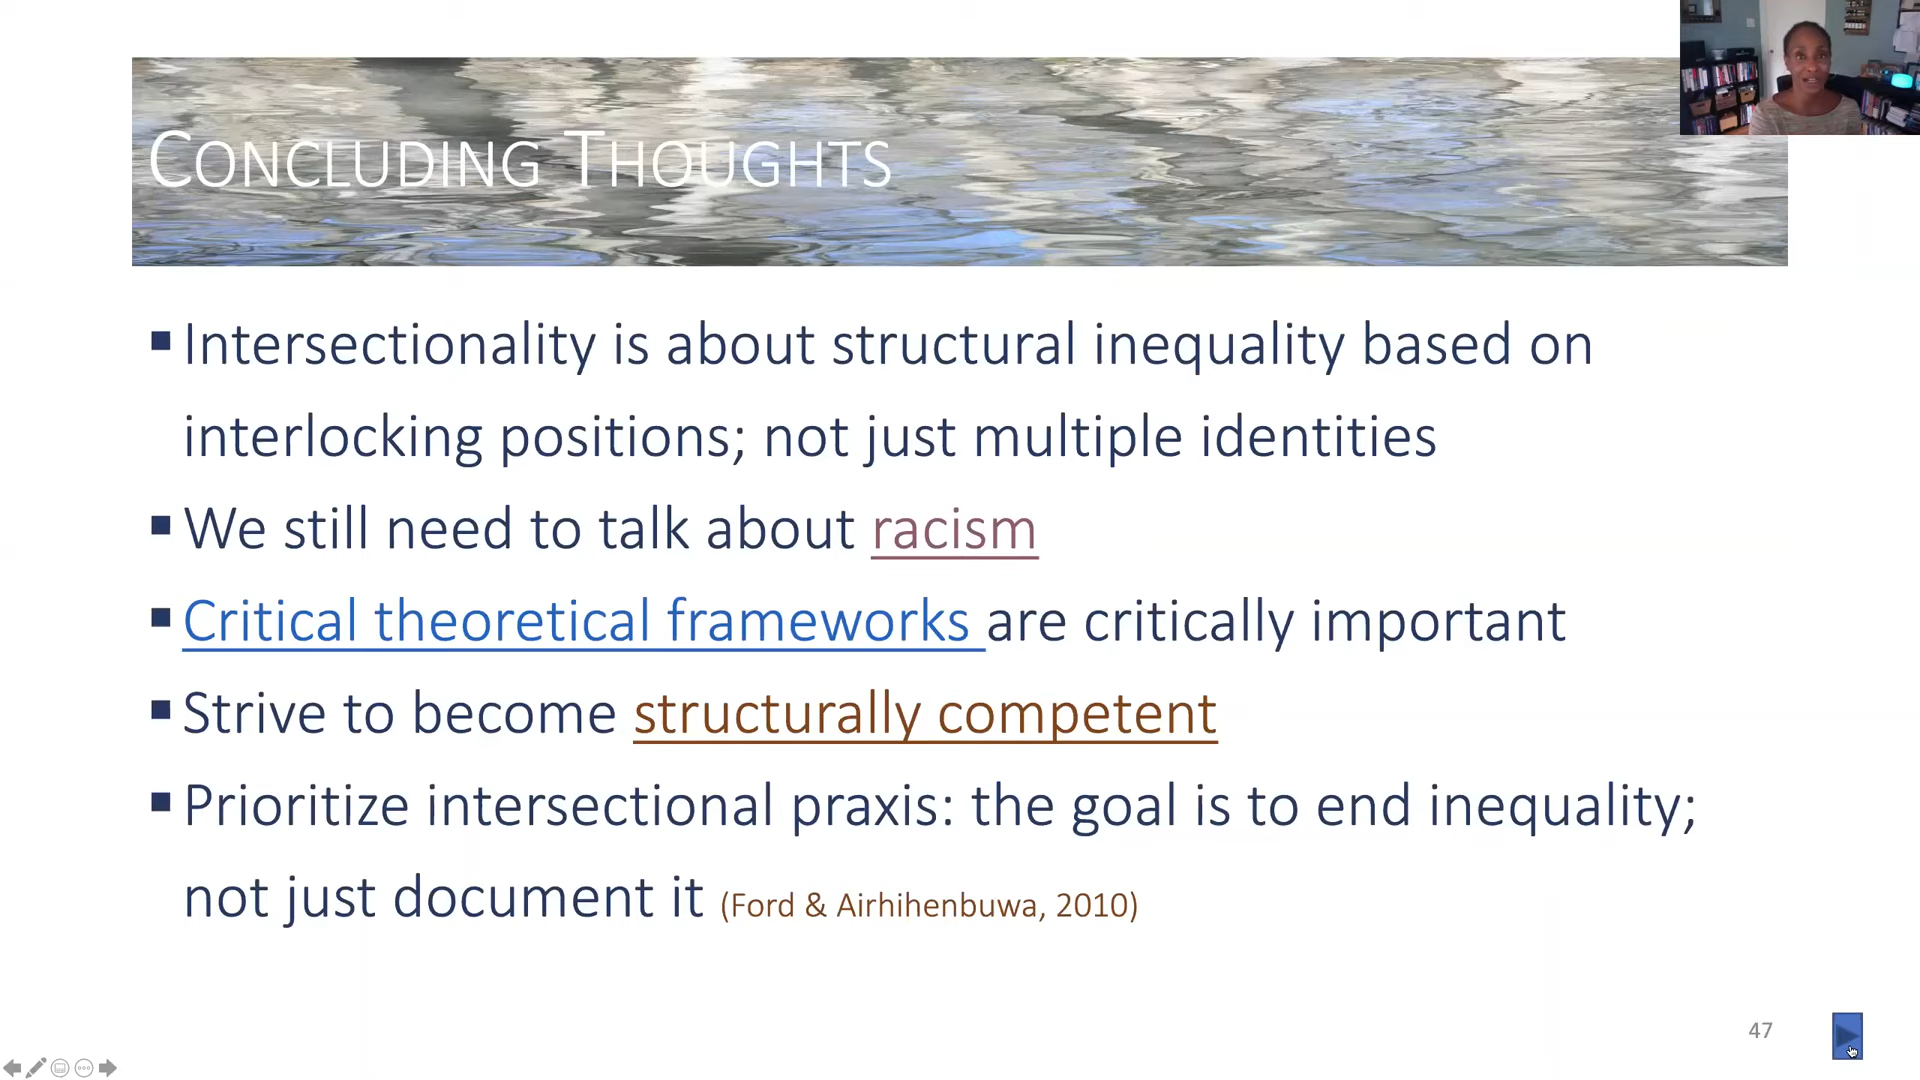 Concluding Thoughts
▪ Intersectionality is about structural inequality based on
interlocking positions; not just multiple identities
▪ We still need to talk about racism
▪ Critical theoretical frameworks are critically important
▪ Strive to become structurally competent
▪ Prioritize intersectional praxis: the goal is to end inequality;
not just document it (Ford & Airhihenbuwa, 2010)
47